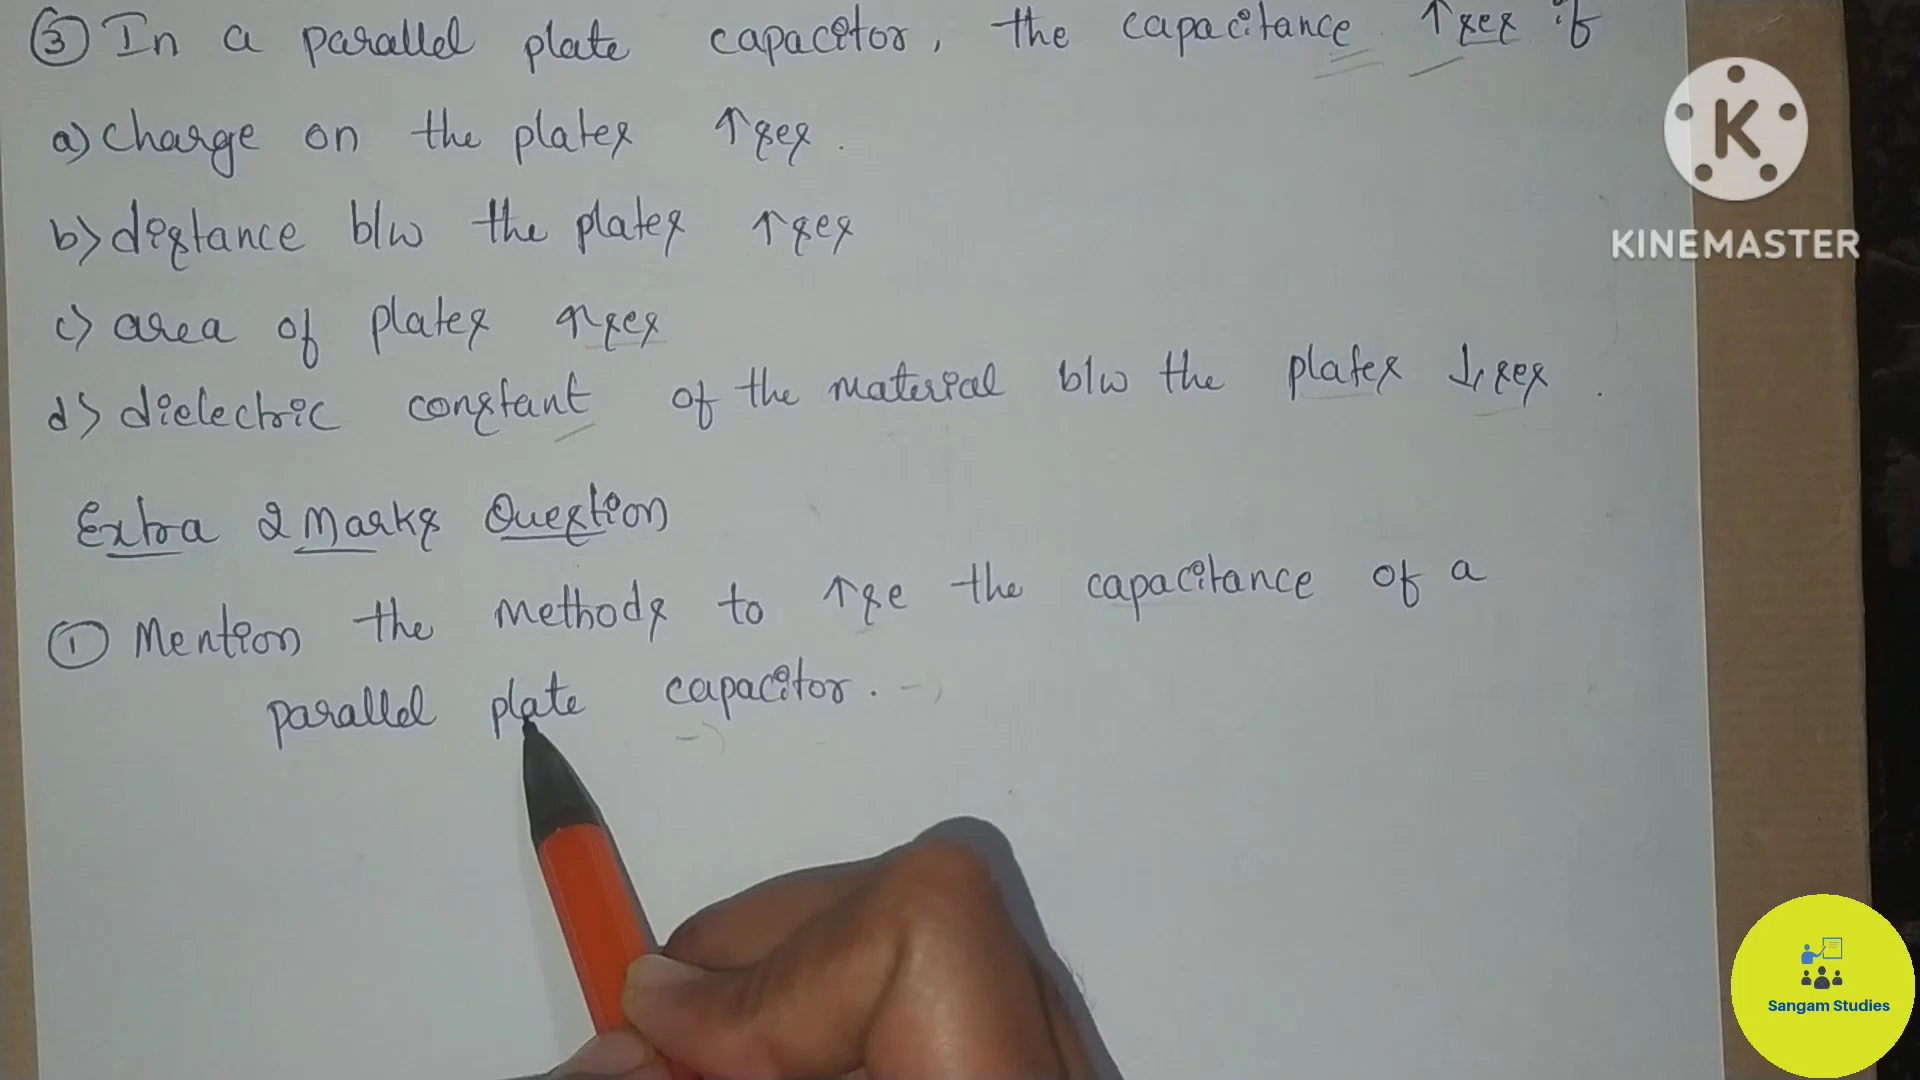 ③ In a parallel plate capacitor, the capacitance ↑ses if
a) charge on the plates ↑ses.
b) distance b/w the plates ↑ses
c) area of plates ↑ses
d) dielectric constant of the material b/w the plates ↓ses.
Extra 2 Marks Question
① Mention the methods to ↑se the capacitance of a
parallel plate capacitor.
K
KINEMASTER
Sangam Studies